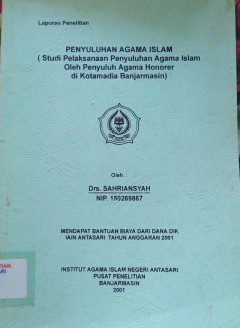 Laporan Penelitian
PENYULUHAN AGAMA ISLAM
( Studi Pelaksanaan Penyuluhan Agama Islam
Oleh Penyuluh Agama Honorer
di Kotamadia Banjarmasin)
Oleh :
Drs. SAHRIANSYAH
NIP. 150269867
MENDAPAT BANTUAN BIAYA DARI DANA DIK
IAIN ANTASARI TAHUN ANGGARAN 2001
INSTITUT AGAMA ISLAM NEGERI ANTASARI
PUSAT PENELITIAN
BANJARMASIN
2001